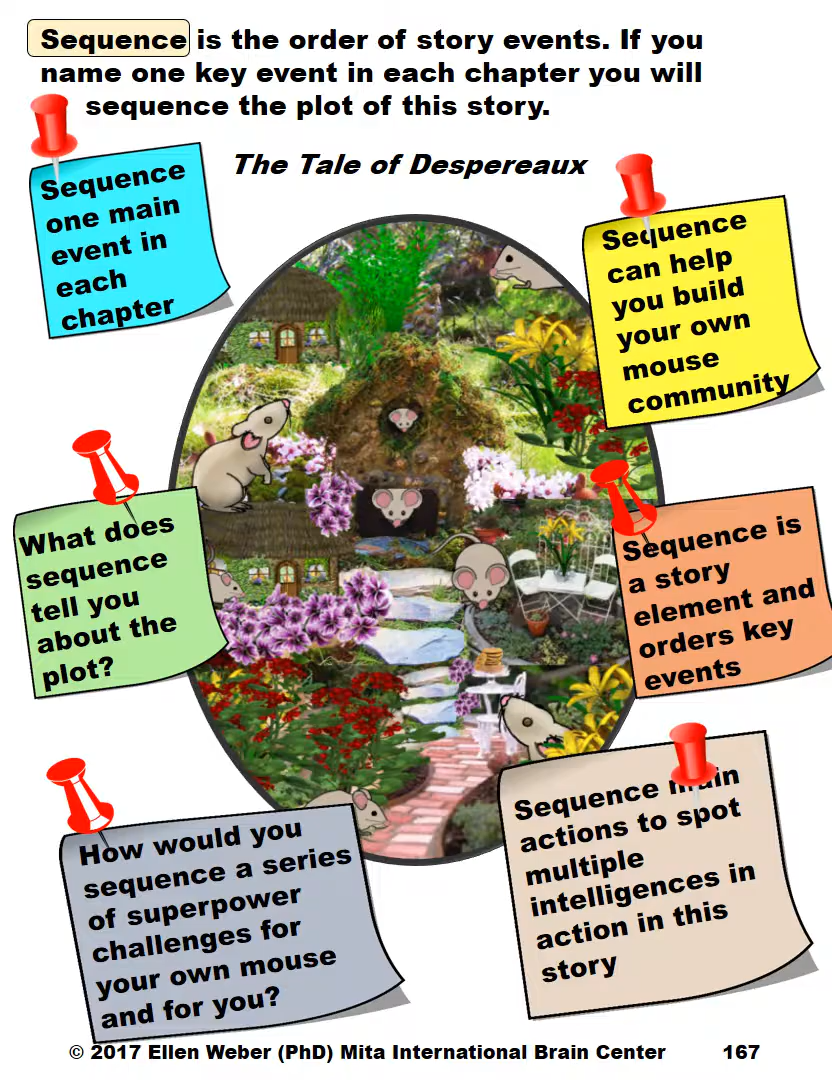 Sequence is the order of story events. If you
name one key event in each chapter you will
sequence the plot of this story.
The Tale of Despereaux
Sequence
one main
event in
each
chapter
Sequence
can help
you build
your own
mouse
community
What does
sequence
tell you
about the
plot?
Sequence is
a story
element and
orders key
events
How would you
sequence a series
of superpower
challenges for
your own mouse
and for you?
Sequence main
actions to spot
multiple
intelligences in
action in this
story
© 2017 Ellen Weber (PhD) Mita International Brain Center 167